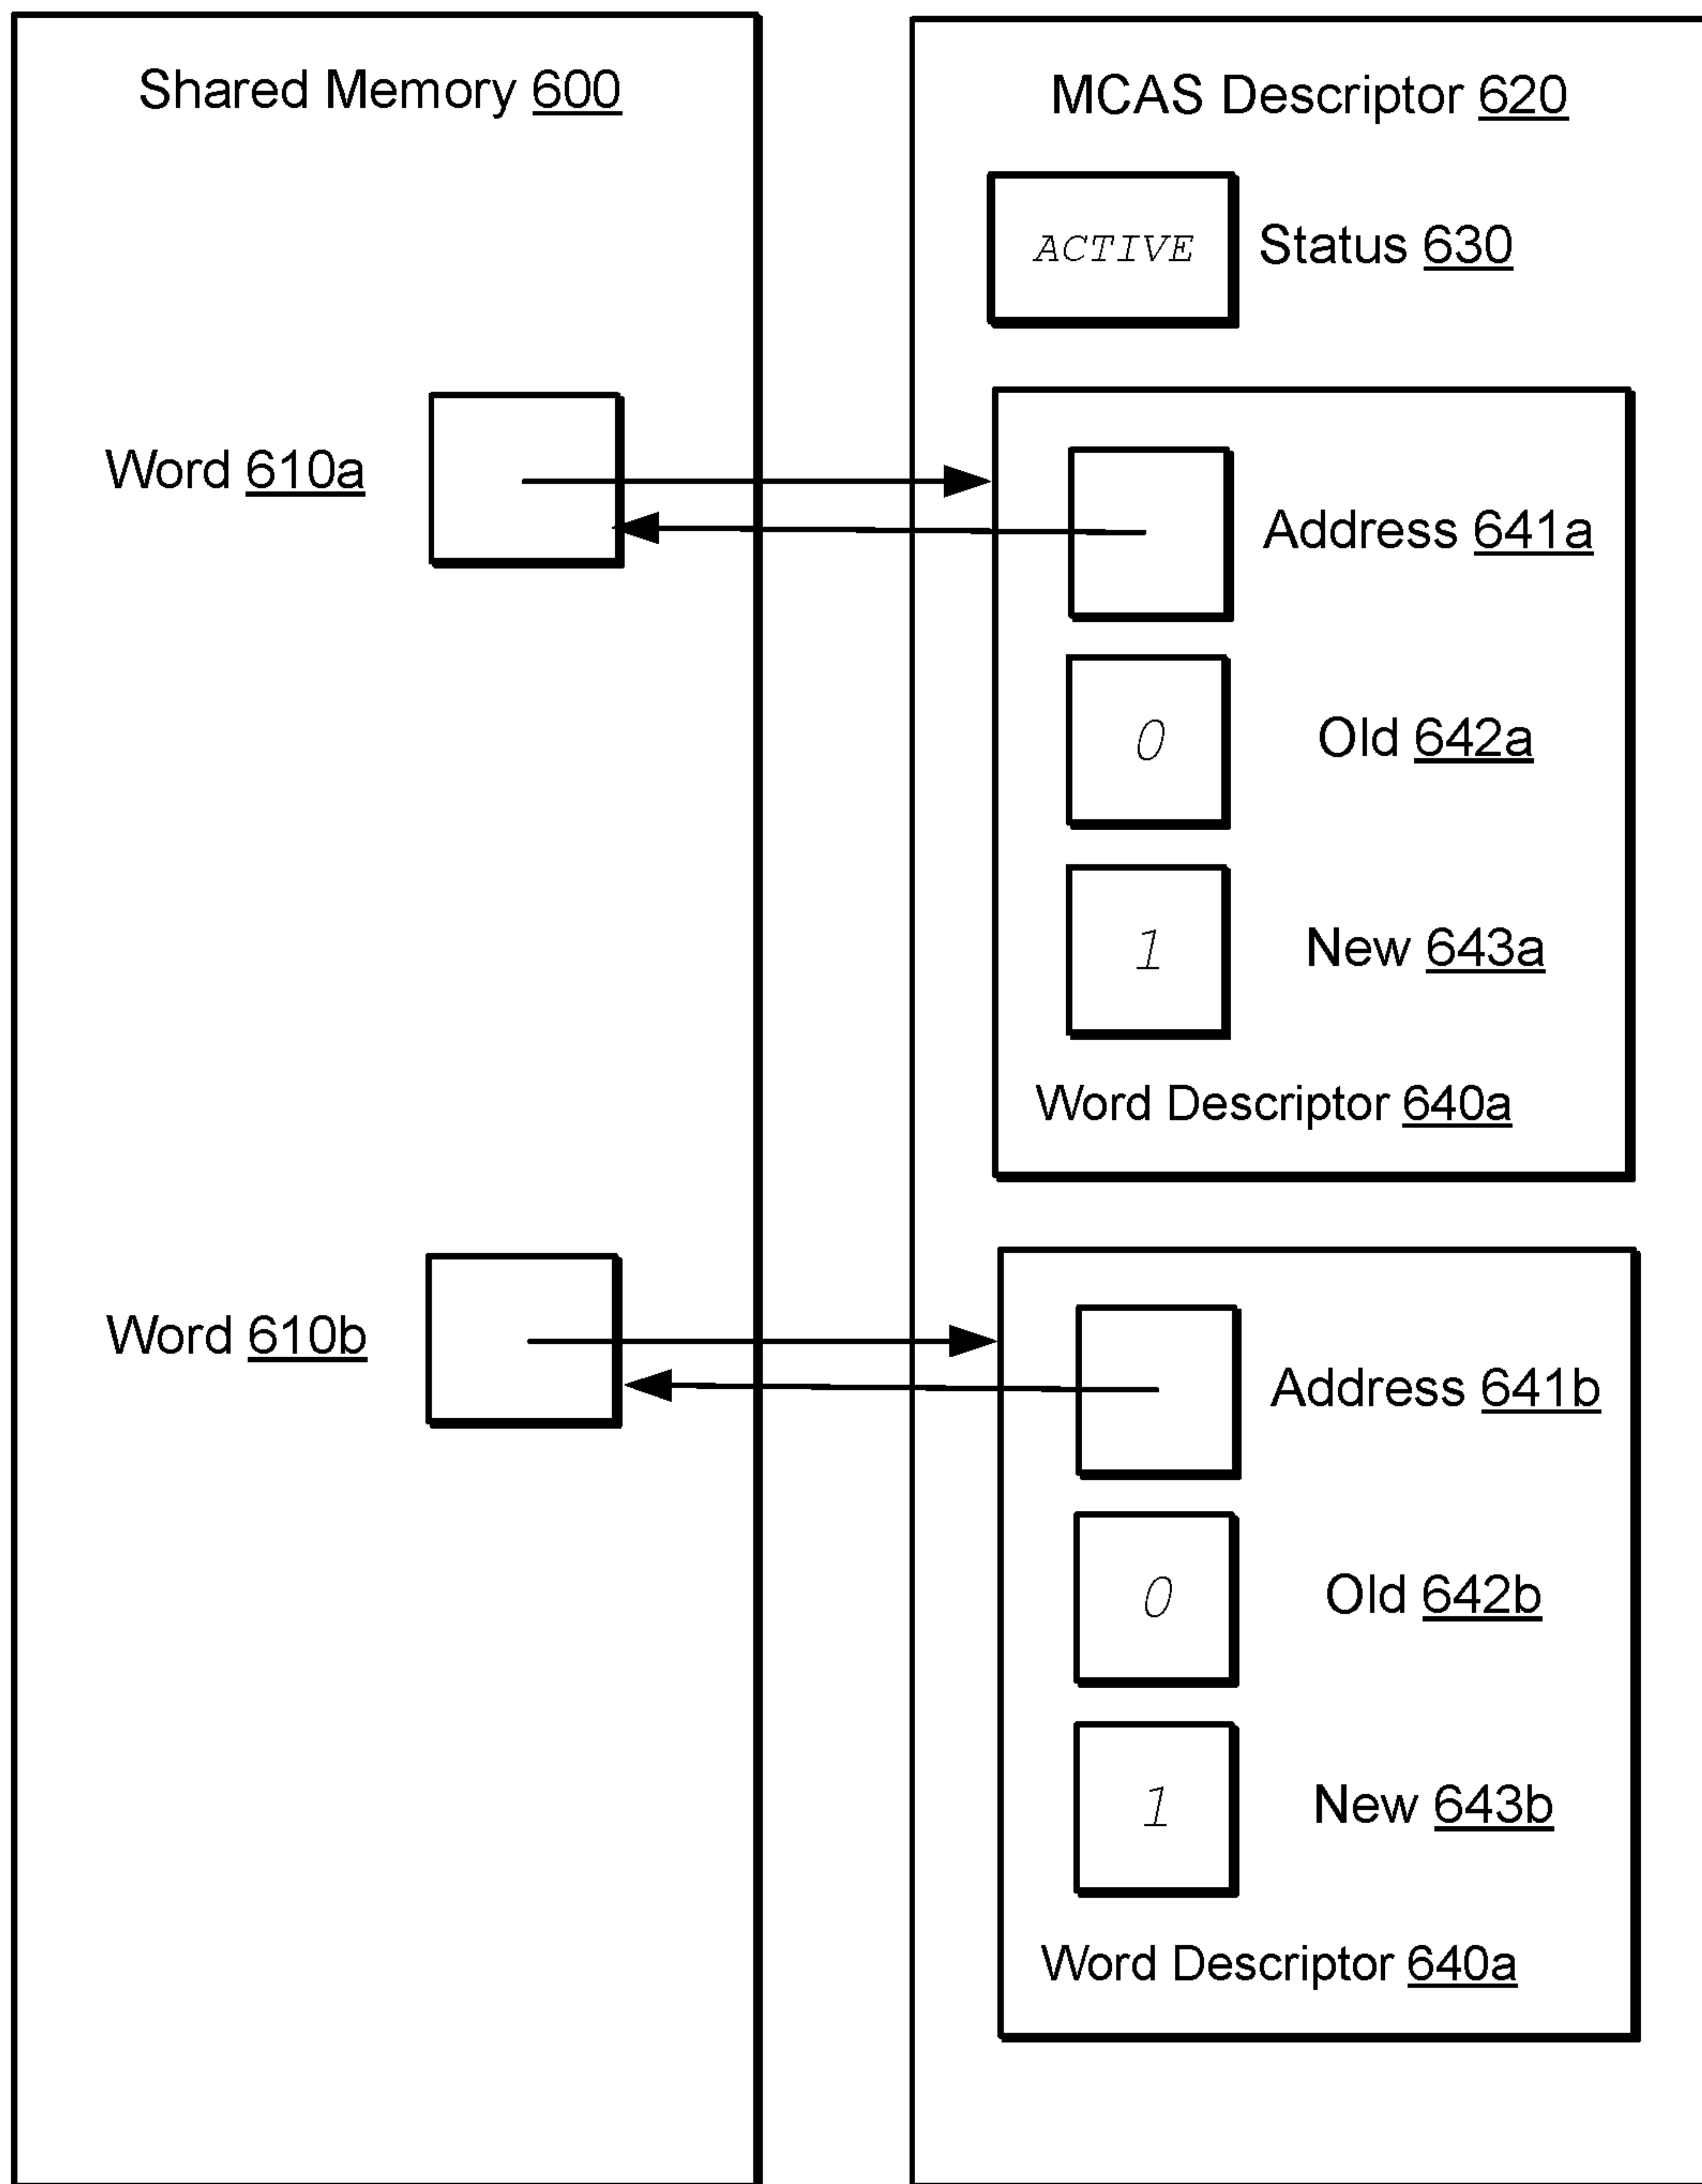 Shared Memory 600
MCAS Descriptor 620
ACTIVE
Status 630
Word 610a
Address 641a
0
Old 642a
1
New 643a
Word Descriptor 640a
Word 610b
Address 641b
0
Old 642b
1
New 643b
Word Descriptor 640a